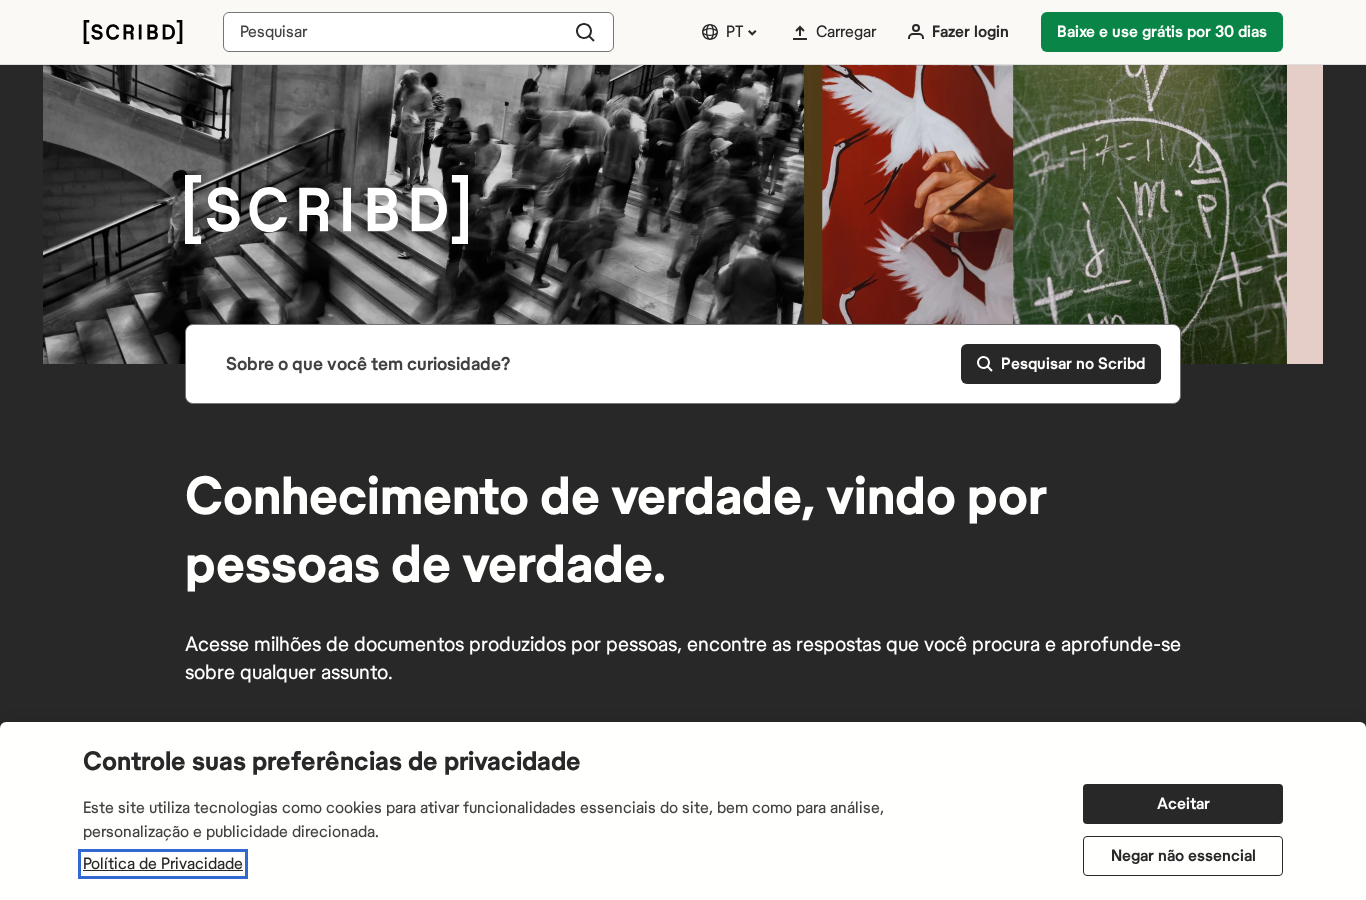 [SCRIBD]
Pesquisar
PT
Carregar
Fazer login
Baixe e use grátis por 30 dias
[SCRIBD]
Sobre o que você tem curiosidade?
Pesquisar no Scribd
Conhecimento de verdade, vindo por
pessoas de verdade.
Acesse milhões de documentos produzidos por pessoas, encontre as respostas que você procura e aprofunde-se
sobre qualquer assunto.
Controle suas preferências de privacidade
Este site utiliza tecnologias como cookies para ativar funcionalidades essenciais do site, bem como para análise,
personalização e publicidade direcionada.
Política de Privacidade
Aceitar
Negar não essencial